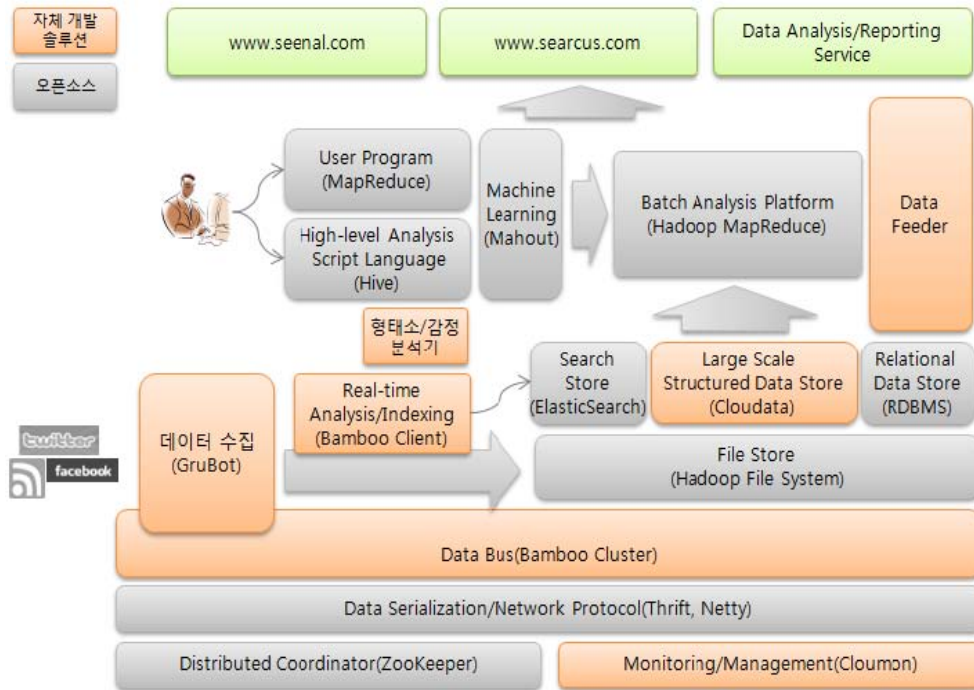 자체 개발
솔루션
오픈소스
www.seenal.com
www.searcus.com
Data Analysis/Reporting
Service
User Program
(MapReduce)
High-level Analysis
Script Language
(Hive)
Machine
Learning
(Mahout)
Batch Analysis Platform
(Hadoop MapReduce)
Data
Feeder
형태소/감정
분석기
Real-time
Analysis/Indexing
(Bamboo Client)
Search
Store
(ElasticSearch)
Large Scale
Structured Data Store
(Cloudata)
Relational
Data Store
(RDBMS)
데이터 수집
(GruBot)
twitter
facebook
File Store
(Hadoop File System)
Data Bus(Bamboo Cluster)
Data Serialization/Network Protocol(Thrift, Netty)
Distributed Coordinator(ZooKeeper)
Monitoring/Management(Cloumon)